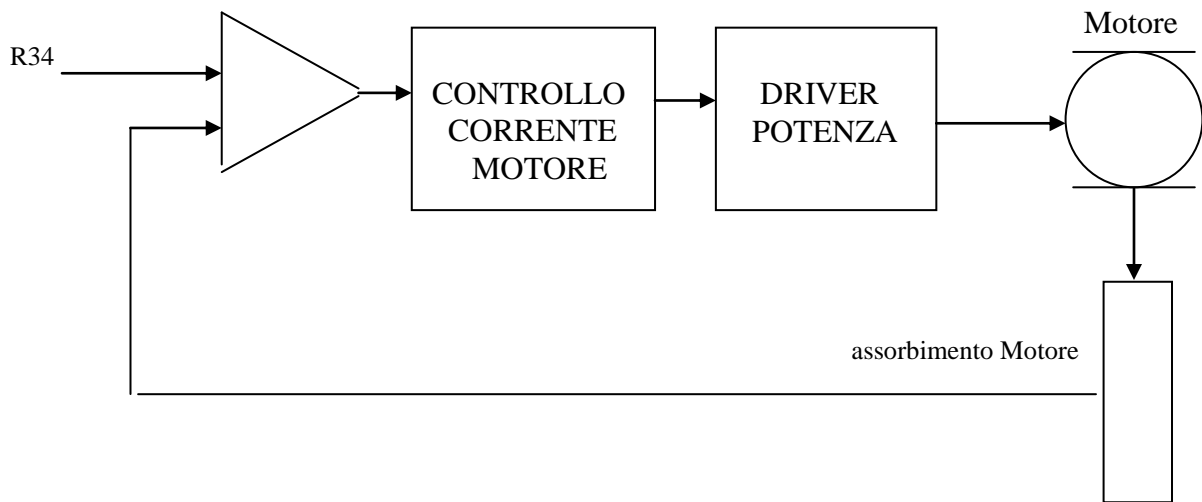 Motore
R34
CONTROLLO
CORRENTE
MOTORE
DRIVER
POTENZA
assorbimento Motore